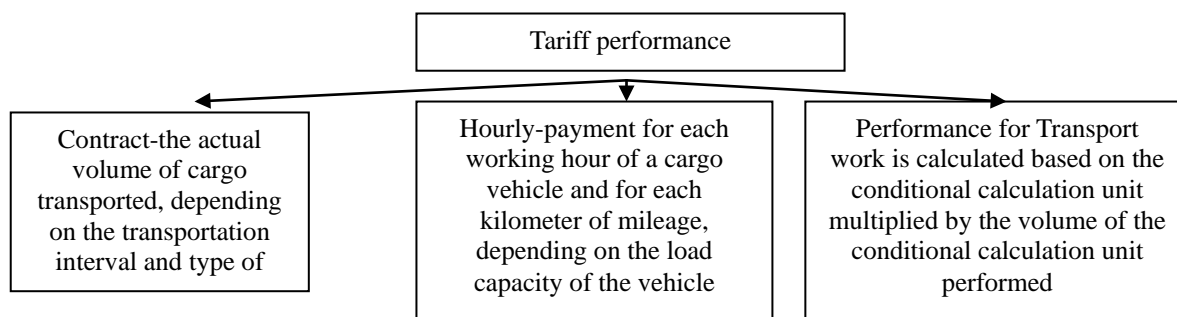 Tariff performance
Contract-the actual
volume of cargo
transported, depending
on the transportation
interval and type of
Hourly-payment for each
working hour of a cargo
vehicle and for each
kilometer of mileage,
depending on the load
capacity of the vehicle
Performance for Transport
work is calculated based on the
conditional calculation unit
multiplied by the volume of the
conditional calculation unit
performed